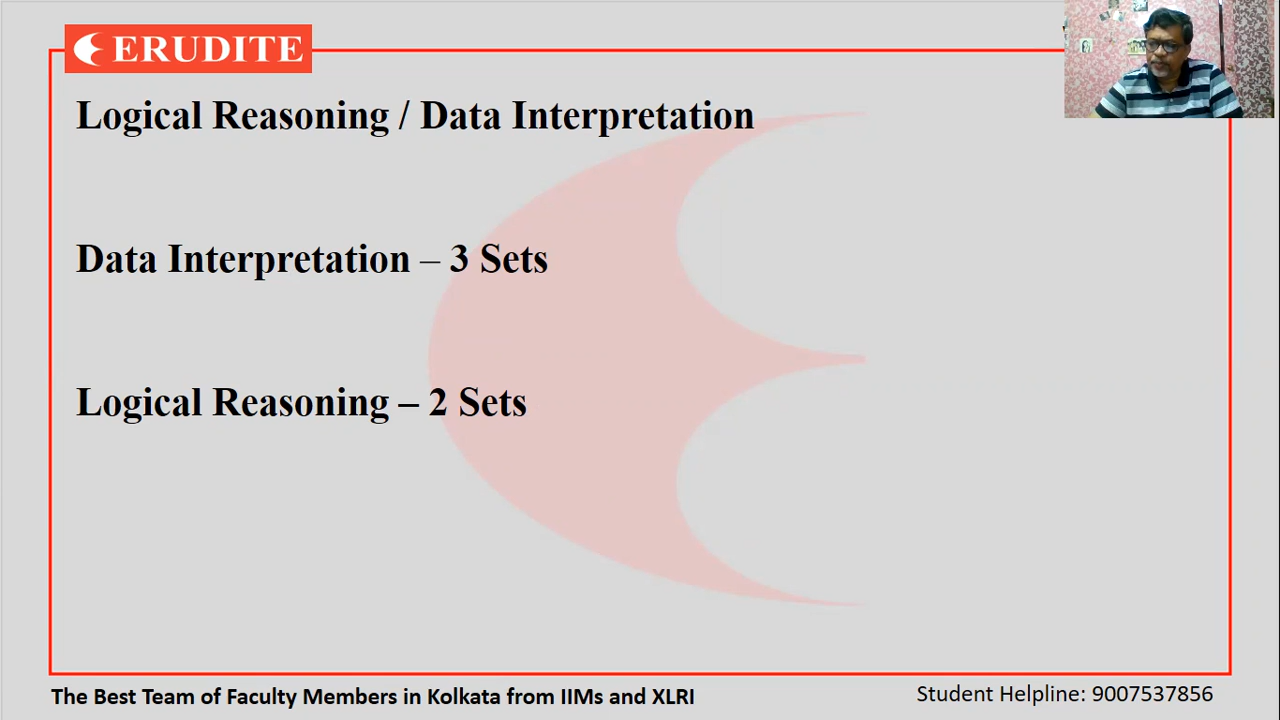 ERUDITE
Logical Reasoning / Data Interpretation
Data Interpretation – 3 Sets
Logical Reasoning – 2 Sets
The Best Team of Faculty Members in Kolkata from IIMs and XLRI
Student Helpline: 9007537856